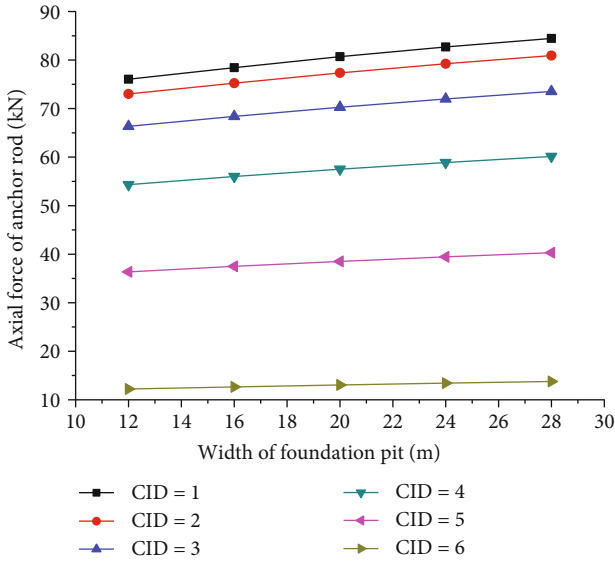 90
80
70
60
50
40
30
20
10
Axial force of anchor rod (kN)
10 12 14 16 18 20 22 24 26 28 30
Width of foundation pit (m)
CID = 1
CID = 2
CID = 3
CID = 4
CID = 5
CID = 6